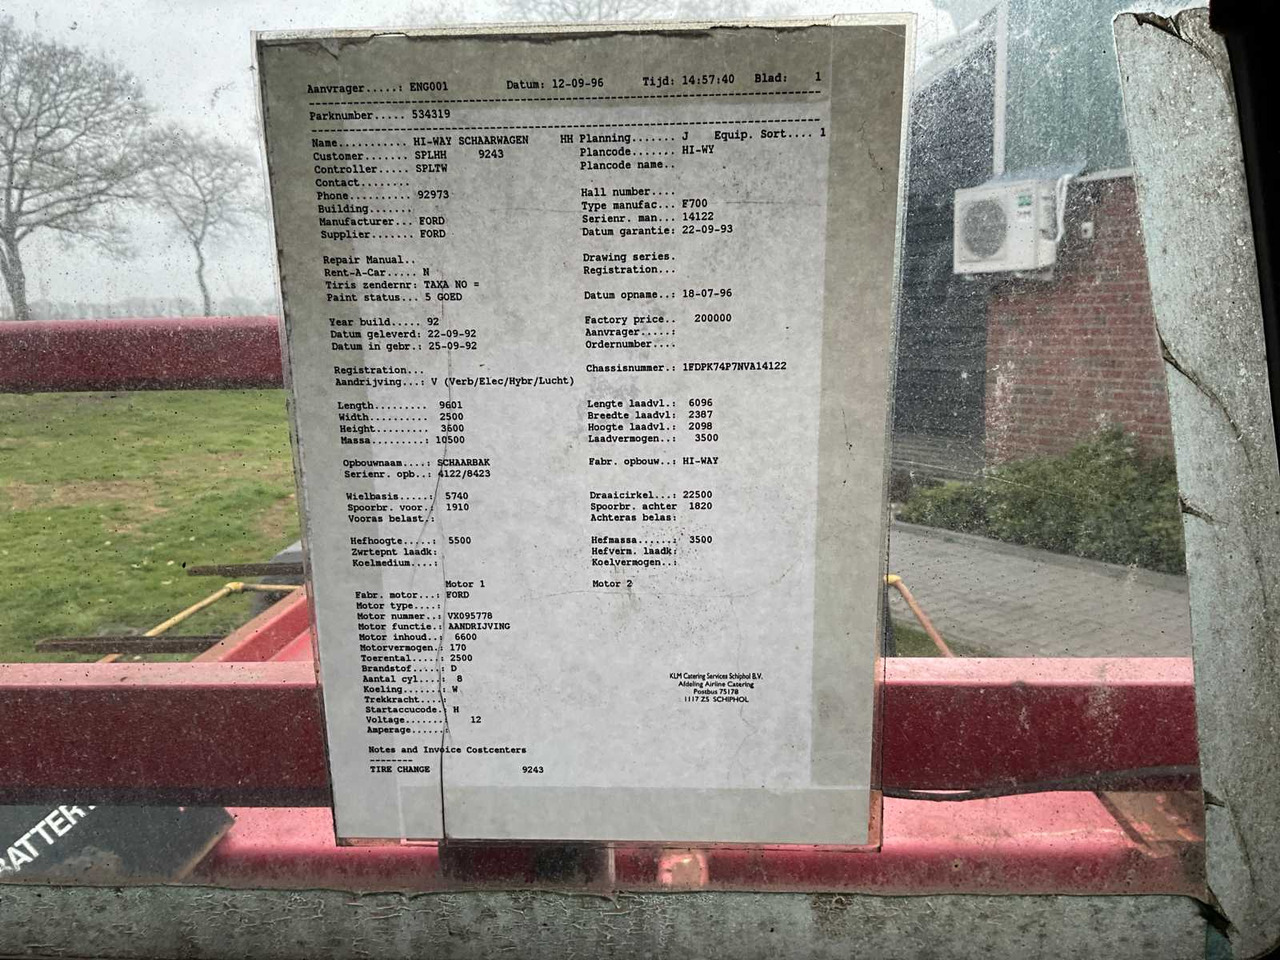 Aanvrager.....: ENG001 Datum: 12-09-96 Tijd: 14:57:40 Blad: 1
Parknumber..... 534319
Name........... HI-WAY SCHAARWAGEN HH Planning....... J Equip. Sort.... 1
Customer....... SPLHH 9243 Plancode....... HI-WY
Controller..... SPLTW Plancode name..
Contact........
Phone.......... 92973 Hall number....
Building....... Type manufac... F700
Manufacturer... FORD Serienr. man... 14122
Supplier....... FORD Datum garantie: 22-09-93
Repair Manual.. Drawing series.
Rent-A-Car..... N Registration...
Tiris zendernr: TAXA NO =
Paint status... 5 GOED Datum opname..: 18-07-96
Year build..... 92 Factory price.. 200000
Datum geleverd: 22-09-92 Aanvrager.....:
Datum in gebr.: 25-09-92 Ordernumber....
Registration... Chassisnummer.: 1FDPK74P7NVA14122
Aandrijving...: V (Verb/Elec/Hybr/Lucht)
Length......... 9601 Lengte laadvl.: 6096
Width.......... 2500 Breedte laadvl: 2387
Height......... 3600 Hoogte laadvl.: 2098
Massa.........: 10500 Laadvermogen..: 3500
Opbouwnaam....: SCHAARBAK Fabr. opbouw..: HI-WAY
Serienr. opb..: 4122/8423
Wielbasis.....: 5740 Draaicirkel...: 22500
Spoorbr. voor.: 1910 Spoorbr. achter 1820
Vooras belast.: Achteras belas:
Hefhoogte.....: 5500 Hefmassa......: 3500
Zwrtepnt laadk: Hefverm. laadk:
Koelmedium....: Koelvermogen..:
Motor 1 Motor 2
Fabr. motor...: FORD
Motor type....:
Motor nummer..: VX095778
Motor functie.: AANDRIJVING
Motor inhoud..: 6600
Motorvermogen.: 170
Toerental.....: 2500
Brandstof.....: D
Aantal cyl....: 8
Koeling.......: W
Trekkracht....:
Startaccucode.: H
Voltage.......: 12
Amperage......:
Notes and Invoice Costcenters
--------
TIRE CHANGE 9243
KLM Catering Services Schiphol B.V.
Afdeling Airline Catering
Postbus 75178
1117 ZS SCHIPHOL
BATTERY